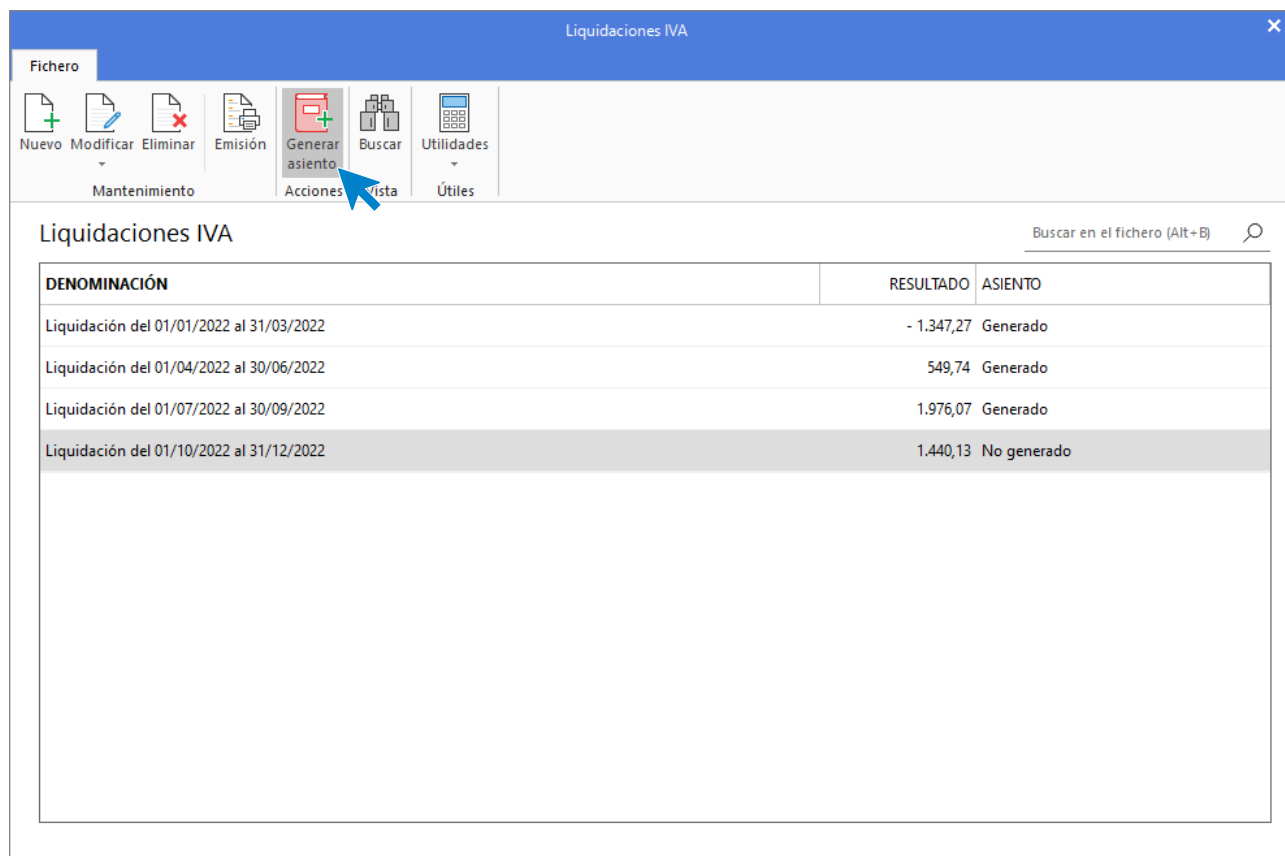 Liquidaciones IVA
Fichero
Nuevo Modificar Eliminar Emisión Generar asiento Buscar Utilidades
Mantenimiento Acciones Vista Útiles
Liquidaciones IVA Buscar en el fichero (Alt+B)
DENOMINACIÓN RESULTADO ASIENTO
Liquidación del 01/01/2022 al 31/03/2022 - 1.347,27 Generado
Liquidación del 01/04/2022 al 30/06/2022 549,74 Generado
Liquidación del 01/07/2022 al 30/09/2022 1.976,07 Generado
Liquidación del 01/10/2022 al 31/12/2022 1.440,13 No generado